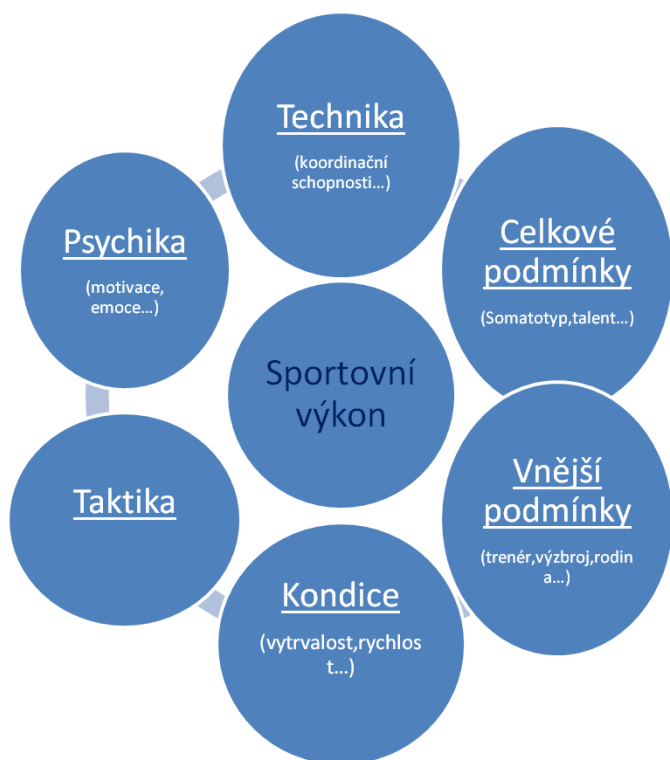 Technika
(koordinační
schopnosti...)
Celkové
podmínky
(Somatotyp,talent...)
Psychika
(motivace,
emoce...)
Sportovní
výkon
Vnější
podmínky
(trenér,výzbroj,rodin
a...)
Taktika
Kondice
(vytrvalost,rychlos
t...)